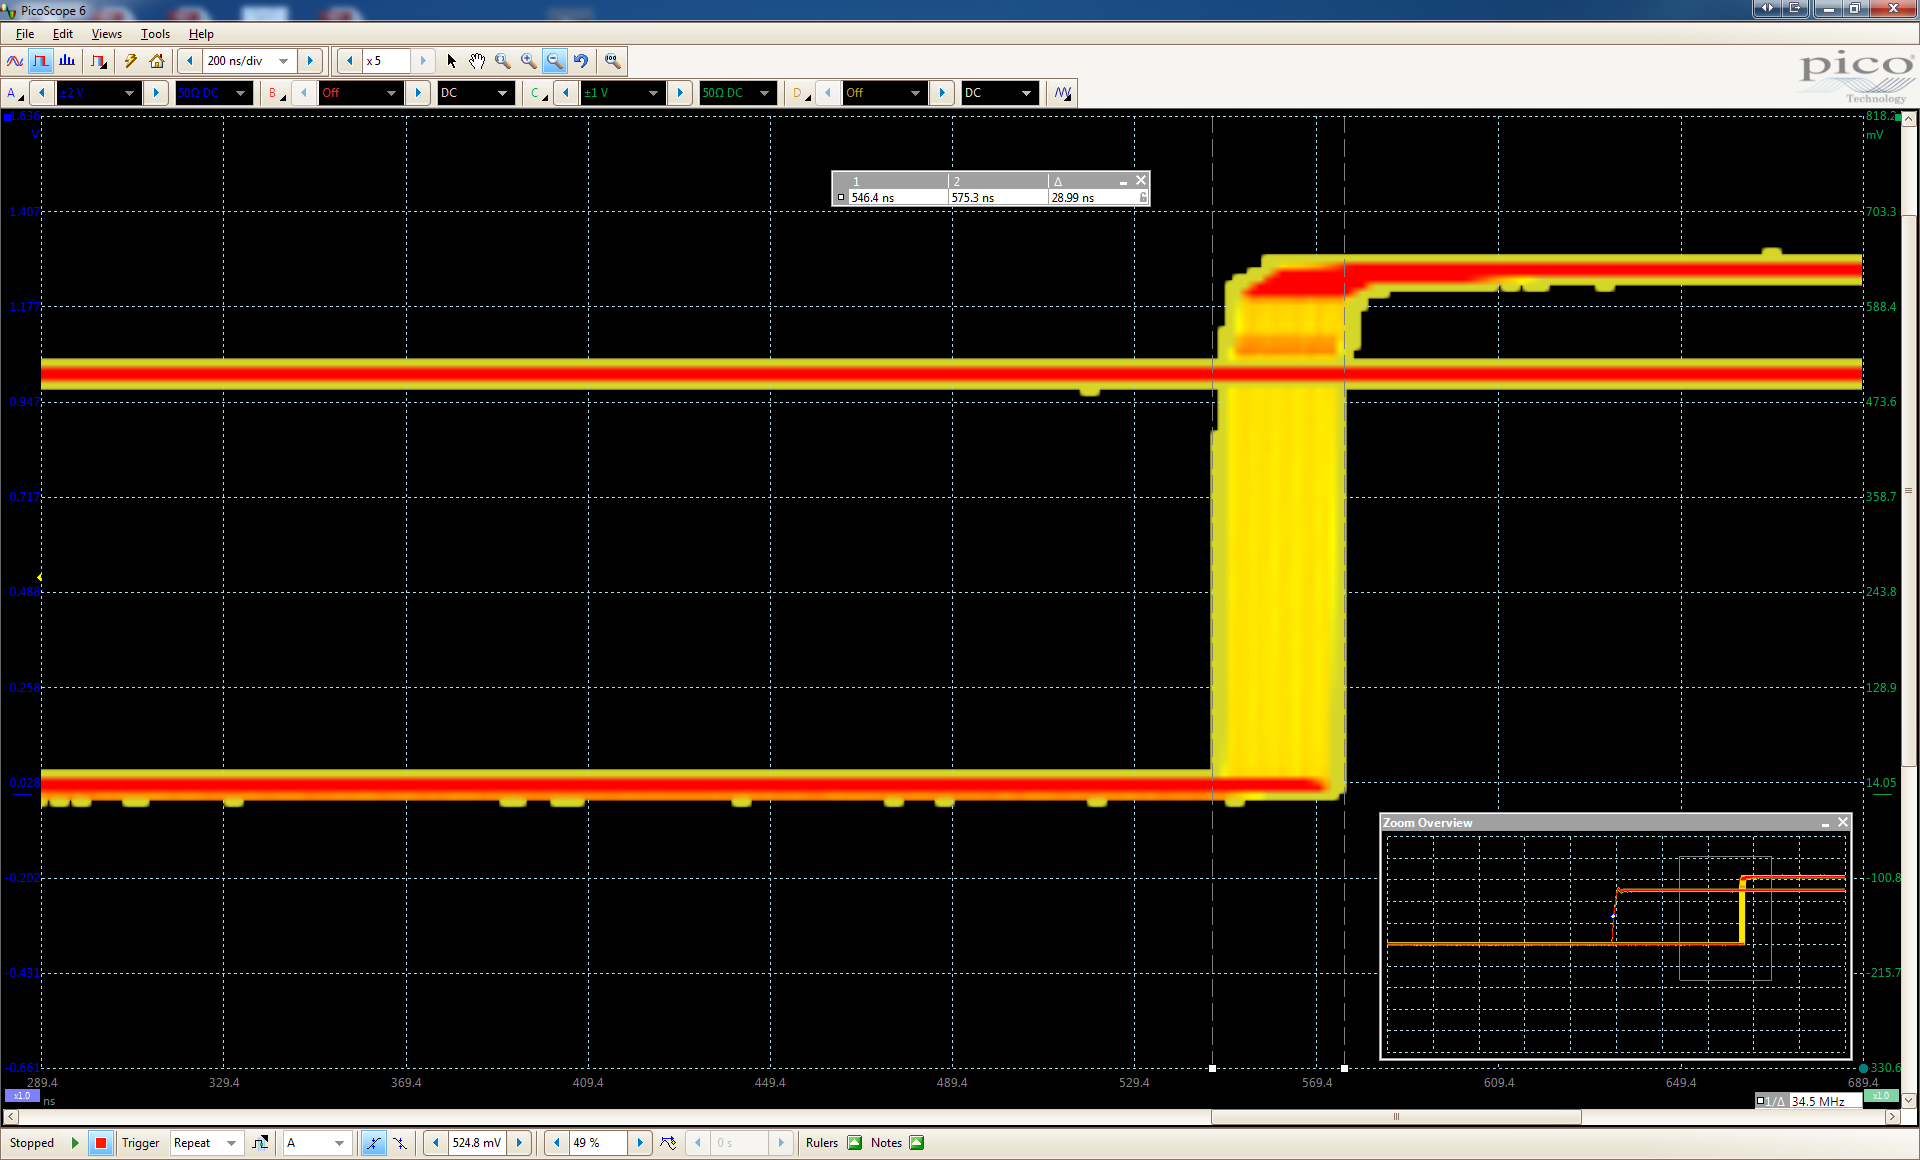 PicoScope 6
File Edit Views Tools Help
200 ns/div x 5
pico
Technology
A ±2 V 50Ω DC B Off DC C ±1 V 50Ω DC D Off DC
1.636 818.2
V mV
1 2 Δ
546.4 ns 575.3 ns 28.99 ns
1.407 703.3
1.177 588.4
0.947 473.6
0.717 358.7
0.488 243.8
0.258 128.9
0.028 14.05
Zoom Overview
-0.202 -100.8
-0.431 -215.7
-0.661 -330.6
289.4 329.4 369.4 409.4 449.4 489.4 529.4 569.4 609.4 649.4 689.4
x1.0 ns x1.0
1/Δ 34.5 MHz
Stopped Trigger Repeat A 524.8 mV 49 % 0 s Rulers Notes